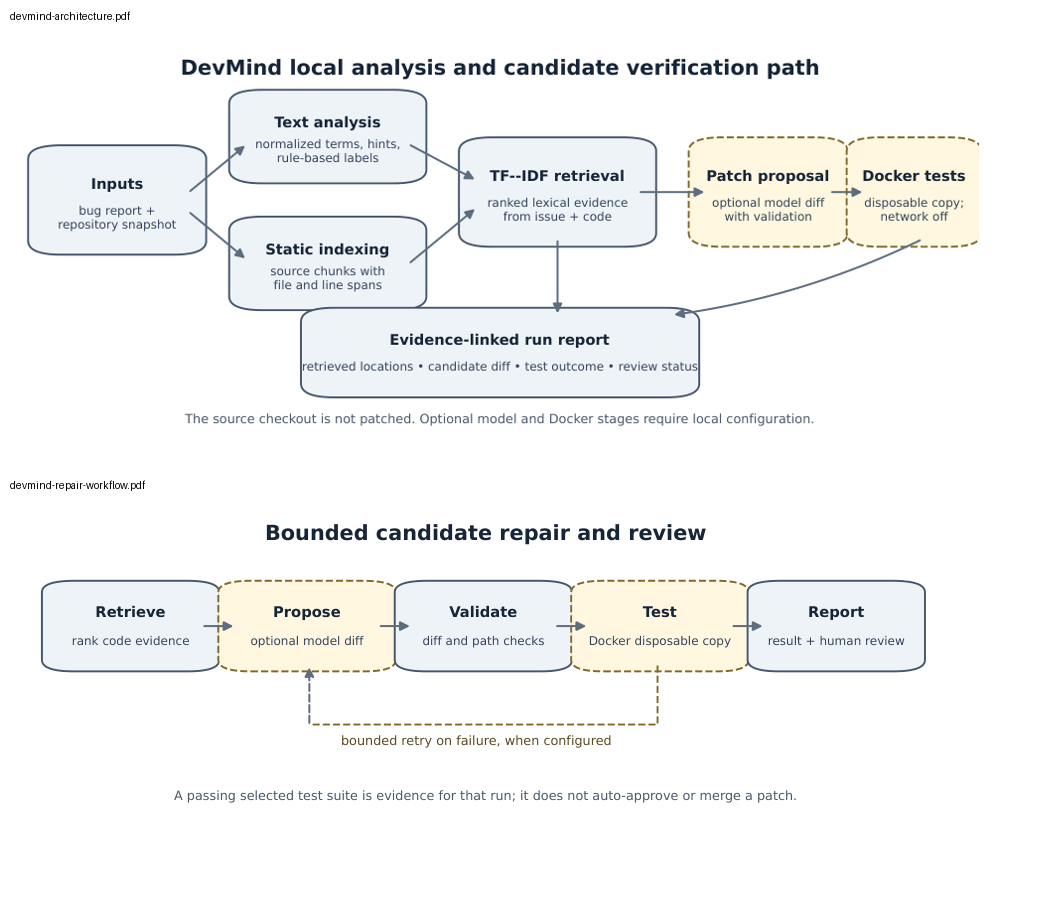 devmind-architecture.pdf
DevMind local analysis and candidate verification path
Inputs
bug report +
repository snapshot
Text analysis
normalized terms, hints,
rule-based labels
Static indexing
source chunks with
file and line spans
TF--IDF retrieval
ranked lexical evidence
from issue + code
Patch proposal
optional model diff
with validation
Docker tests
disposable copy;
network off
Evidence-linked run report
retrieved locations • candidate diff • test outcome • review status
The source checkout is not patched. Optional model and Docker stages require local configuration.
devmind-repair-workflow.pdf
Bounded candidate repair and review
Retrieve
rank code evidence
Propose
optional model diff
Validate
diff and path checks
Test
Docker disposable copy
Report
result + human review
bounded retry on failure, when configured
A passing selected test suite is evidence for that run; it does not auto-approve or merge a patch.